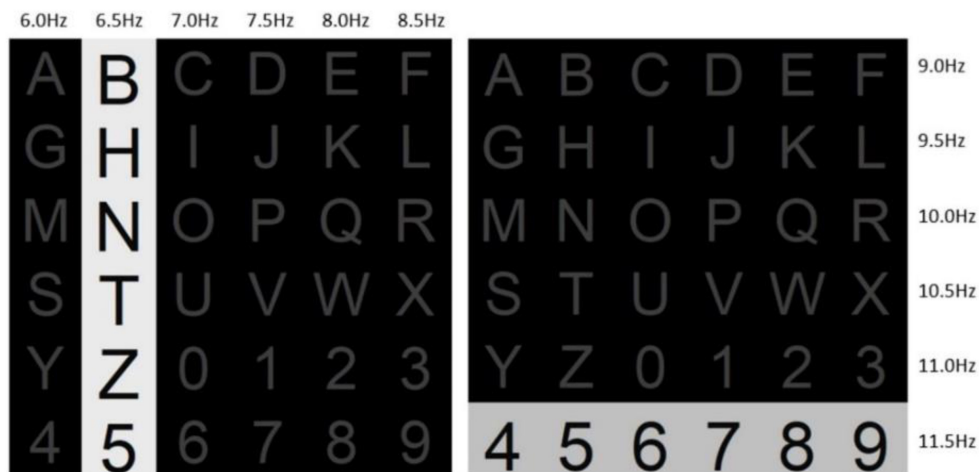 6.0Hz 6.5Hz 7.0Hz 7.5Hz 8.0Hz 8.5Hz
A B C D E F A B C D E F 9.0Hz
G H I J K L G H I J K L 9.5Hz
M N O P Q R M N O P Q R 10.0Hz
S T U V W X S T U V W X 10.5Hz
Y Z 0 1 2 3 Y Z 0 1 2 3 11.0Hz
4 5 6 7 8 9 4 5 6 7 8 9 11.5Hz